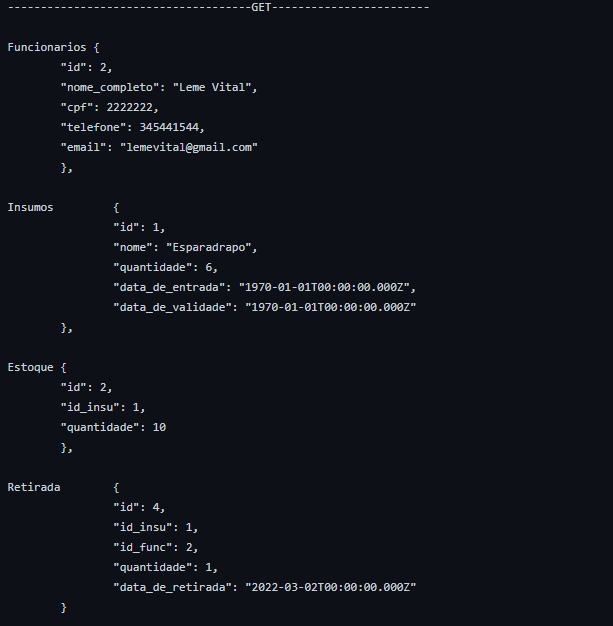 -------------------------------------GET------------------------
Funcionarios {
"id": 2,
"nome_completo": "Leme Vital",
"cpf": 2222222,
"telefone": 345441544,
"email": "lemevital@gmail.com"
},
Insumos {
"id": 1,
"nome": "Esparadrapo",
"quantidade": 6,
"data_de_entrada": "1970-01-01T00:00:00.000Z",
"data_de_validade": "1970-01-01T00:00:00.000Z"
},
Estoque {
"id": 2,
"id_insu": 1,
"quantidade": 10
},
Retirada {
"id": 4,
"id_insu": 1,
"id_func": 2,
"quantidade": 1,
"data_de_retirada": "2022-03-02T00:00:00.000Z"
}